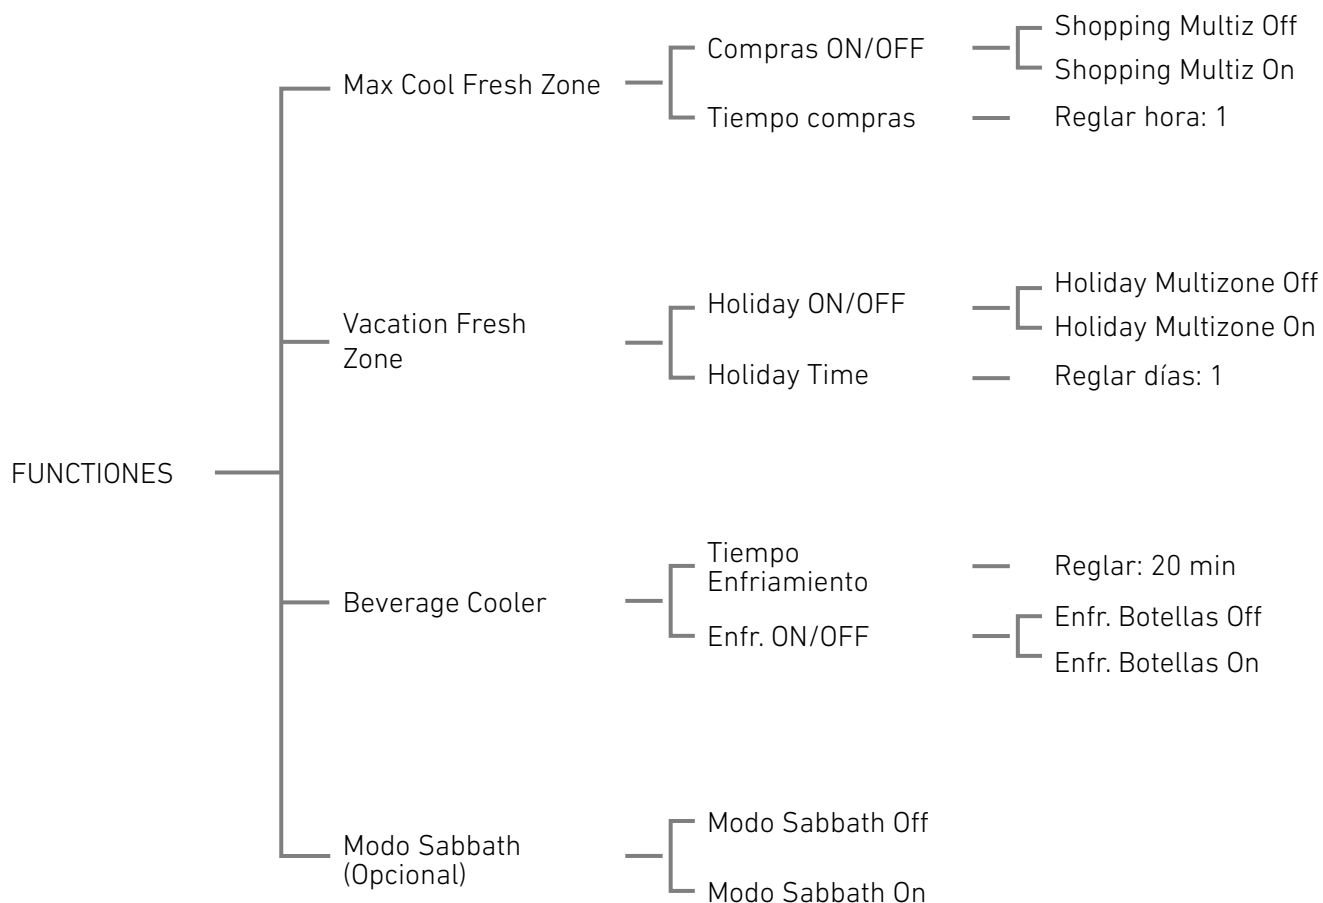 Shopping Multiz Off
Compras ON/OFF
Shopping Multiz On
Max Cool Fresh Zone
Tiempo compras
Reglar hora: 1
Holiday Multizone Off
Holiday ON/OFF
Vacation Fresh
Zone
Holiday Multizone On
Holiday Time
Reglar días: 1
FUNCTIONES
Tiempo
Enfriamiento
Reglar: 20 min
Beverage Cooler
Enfr. Botellas Off
Enfr. ON/OFF
Enfr. Botellas On
Modo Sabbath Off
Modo Sabbath
(Opcional)
Modo Sabbath On